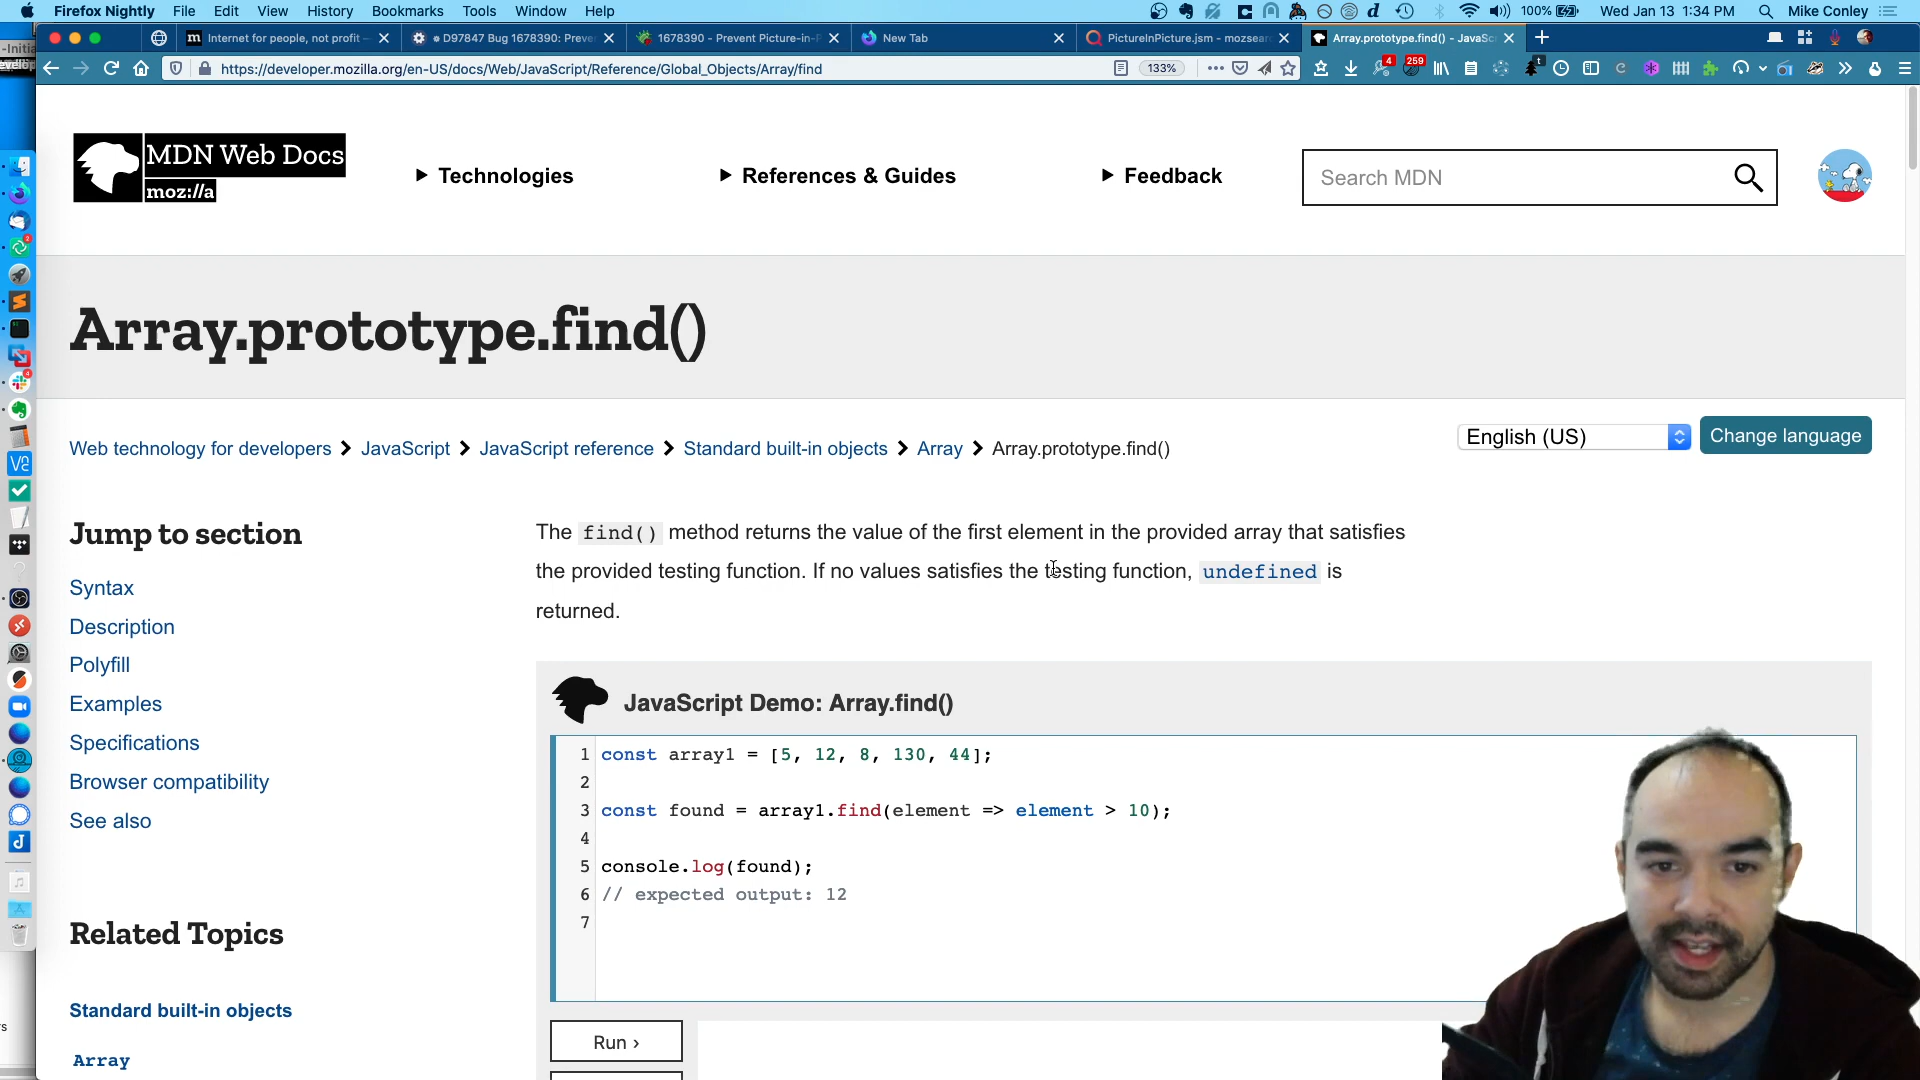 Firefox Nightly File Edit View History Bookmarks Tools Window Help
100% Wed Jan 13 1:34 PM Mike Conley
Internet for people, not profit
D97847 Bug 1678390: Preve
1678390 - Prevent Picture-in-P
New Tab
PictureInPicture.jsm - mozsear
Array.prototype.find() - JavaSc
https://developer.mozilla.org/en-US/docs/Web/JavaScript/Reference/Global_Objects/Array/find
133%
4
259
MDN Web Docs
moz://a
Technologies
References & Guides
Feedback
Search MDN
Array.prototype.find()
Web technology for developers
JavaScript
JavaScript reference
Standard built-in objects
Array
Array.prototype.find()
English (US)
Change language
Jump to section
Syntax
Description
Polyfill
Examples
Specifications
Browser compatibility
See also
Related Topics
Standard built-in objects
Array
The find() method returns the value of the first element in the provided array that satisfies
the provided testing function. If no values satisfies the testing function, undefined is
returned.
JavaScript Demo: Array.find()
1 const array1 = [5, 12, 8, 130, 44];
2
3 const found = array1.find(element => element > 10);
4
5 console.log(found);
6 // expected output: 12
7
Run ›